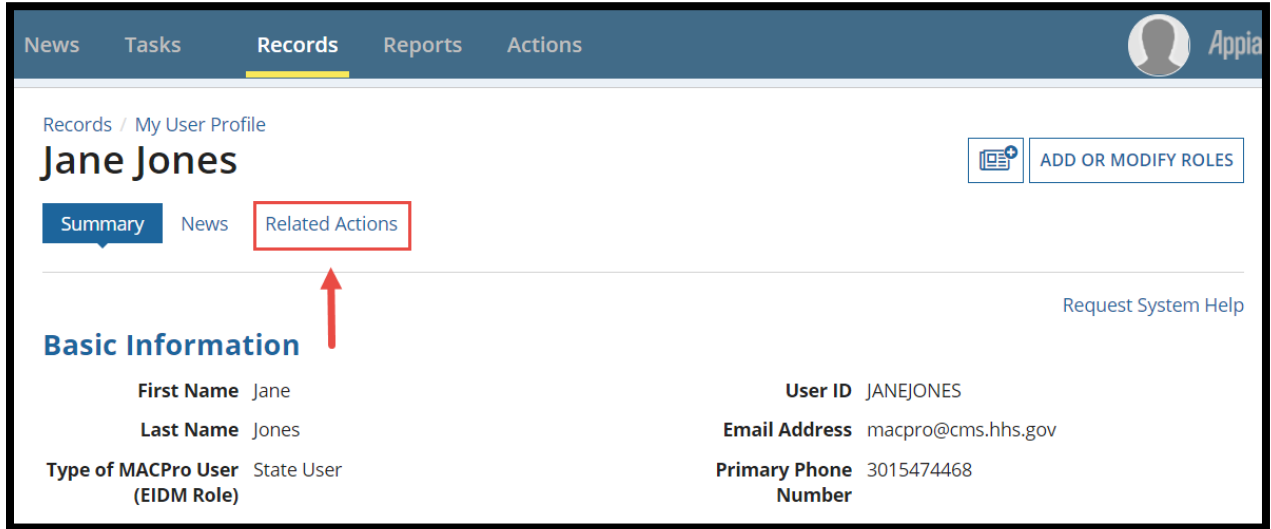 News Tasks Records Reports Actions Appia
Records / My User Profile
Jane Jones
ADD OR MODIFY ROLES
Summary News Related Actions
Request System Help
Basic Information
First Name Jane User ID JANEJONES
Last Name Jones Email Address macpro@cms.hhs.gov
Type of MACPro User State User Primary Phone 3015474468
(EIDM Role) Number